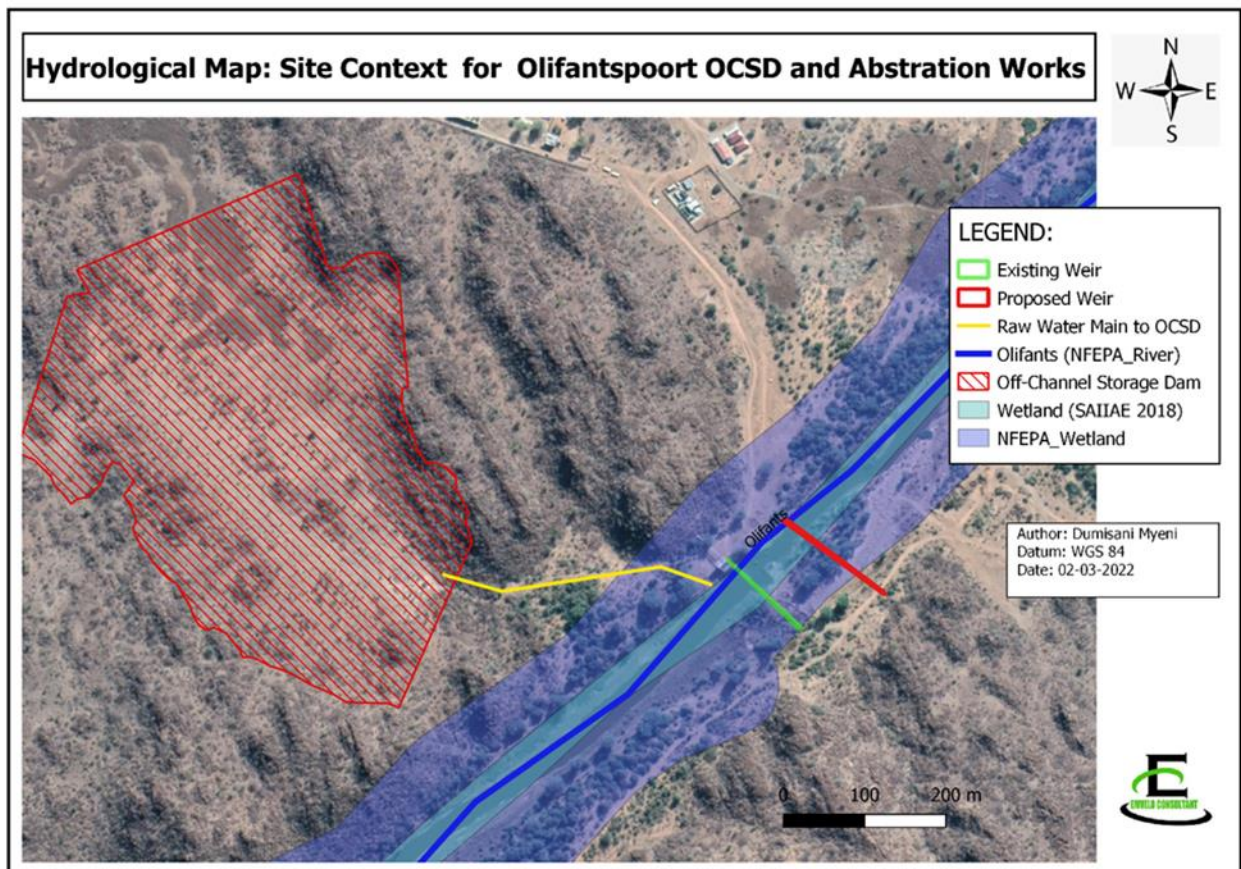 Hydrological Map: Site Context for Olifantspoort OCSD and Abstration Works
N
W E
S
LEGEND:
Existing Weir
Proposed Weir
Raw Water Main to OCSD
Olifants (NFEPA_River)
Off-Channel Storage Dam
Wetland (SAIIAE 2018)
NFEPA_Wetland
Olifants
Author: Dumisani Myeni
Datum: WGS 84
Date: 02-03-2022
0 100 200 m
E
EMVELO CONSULTANT